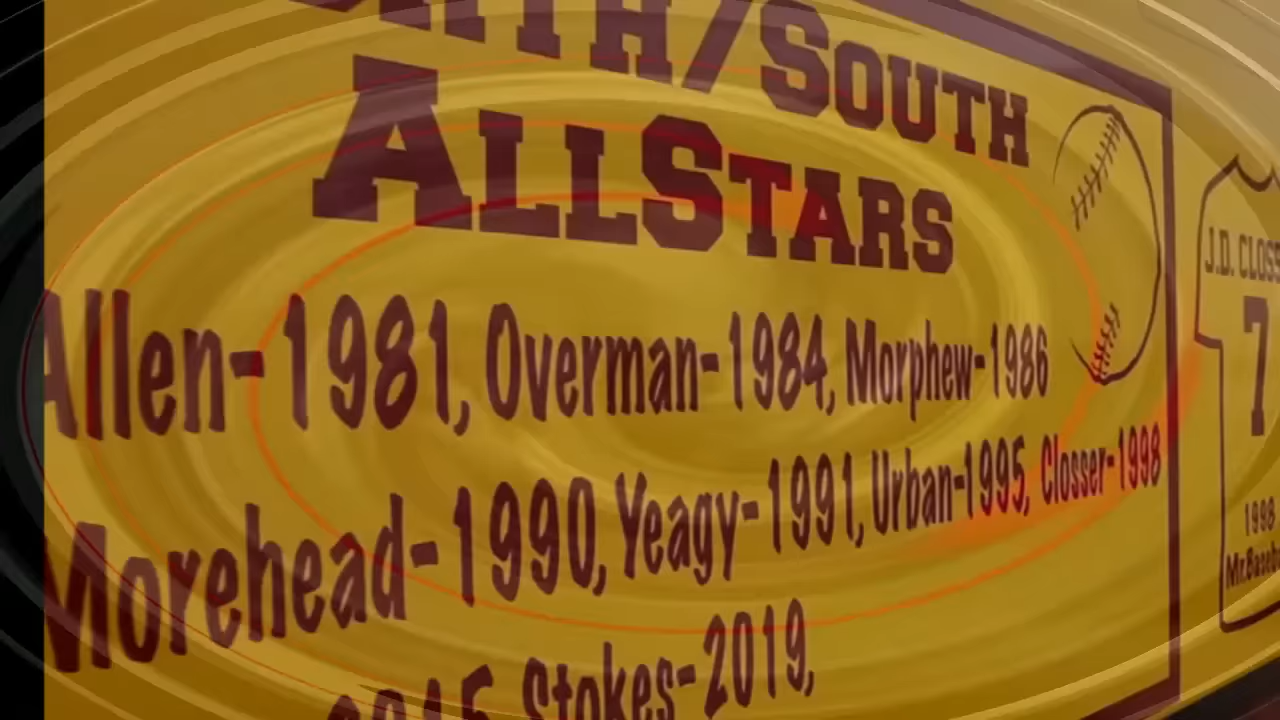 /SOUTH
ALLSTARS
Allen-1981, Overman-1984, Morphew-1986
Morehead-1990, Yeagy-1991, Urban-1995, Closser-1998
Stokes-2019,
J.D. CLOSS
7
1998